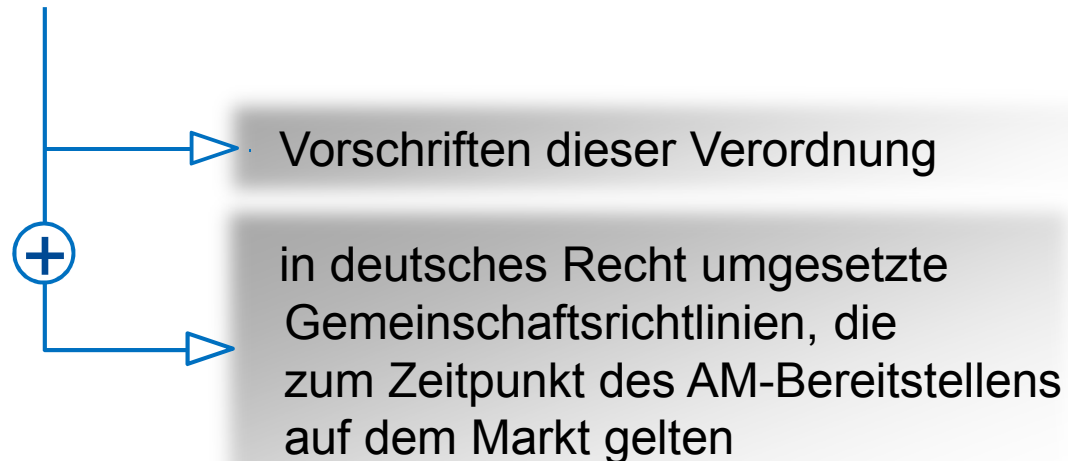 Vorschriften dieser Verordnung
+
in deutsches Recht umgesetzte
Gemeinschaftsrichtlinien, die
zum Zeitpunkt des AM-Bereitstellens
auf dem Markt gelten